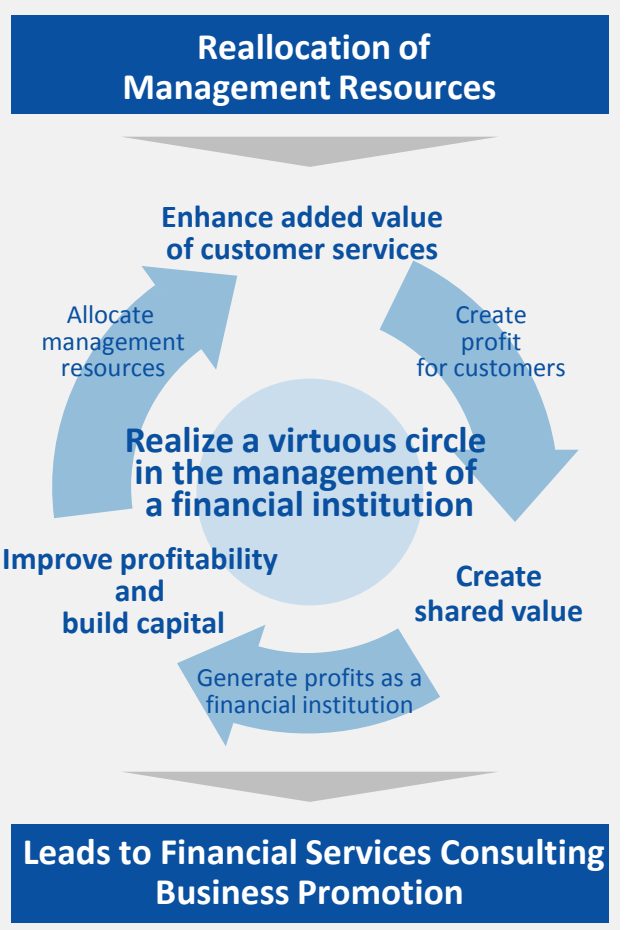 Reallocation of
Management Resources
Enhance added value
of customer services
Allocate
management
resources
Create
profit
for customers
Realize a virtuous circle
in the management of
a financial institution
Improve profitability
and
build capital
Create
shared value
Generate profits as a
financial institution
Leads to Financial Services Consulting
Business Promotion